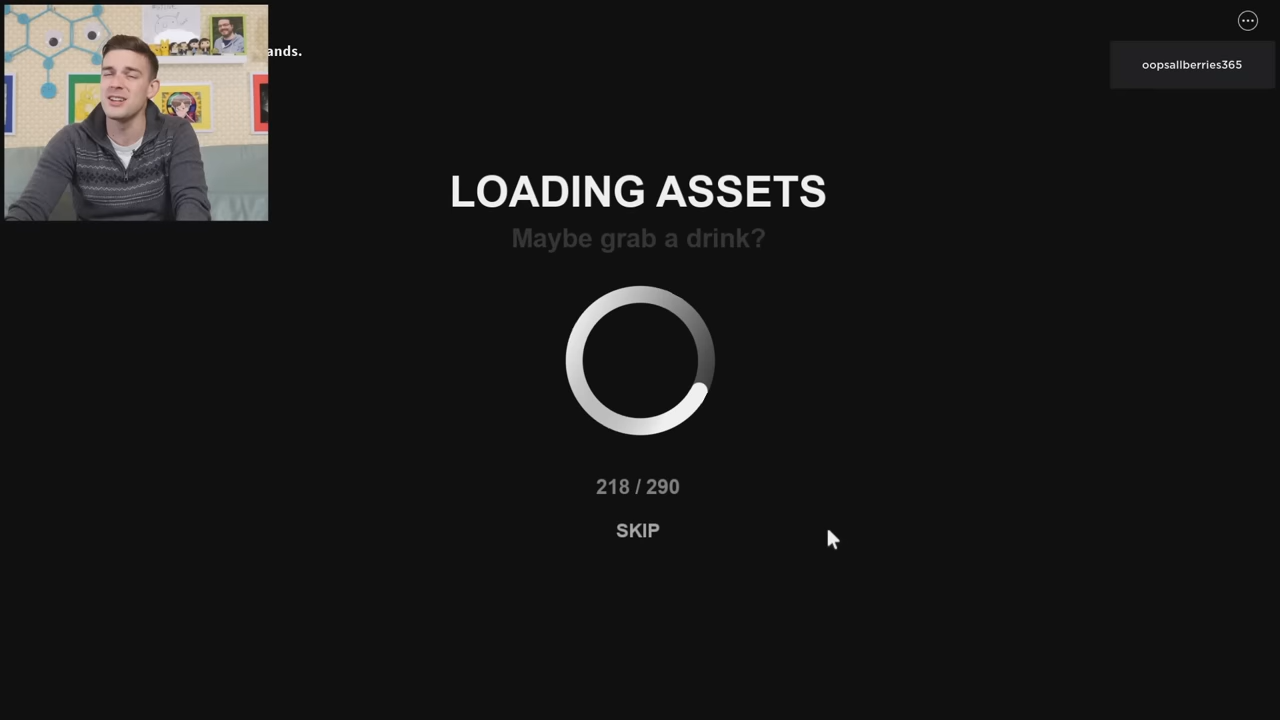 ands.
oopsallberries365
LOADING ASSETS
Maybe grab a drink?
218 / 290
SKIP